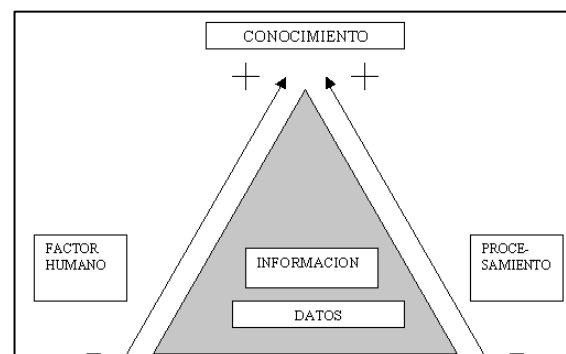 CONOCIMIENTO
+ +
FACTOR
HUMANO
INFORMACION
PROCE-
SAMIENTO
DATOS